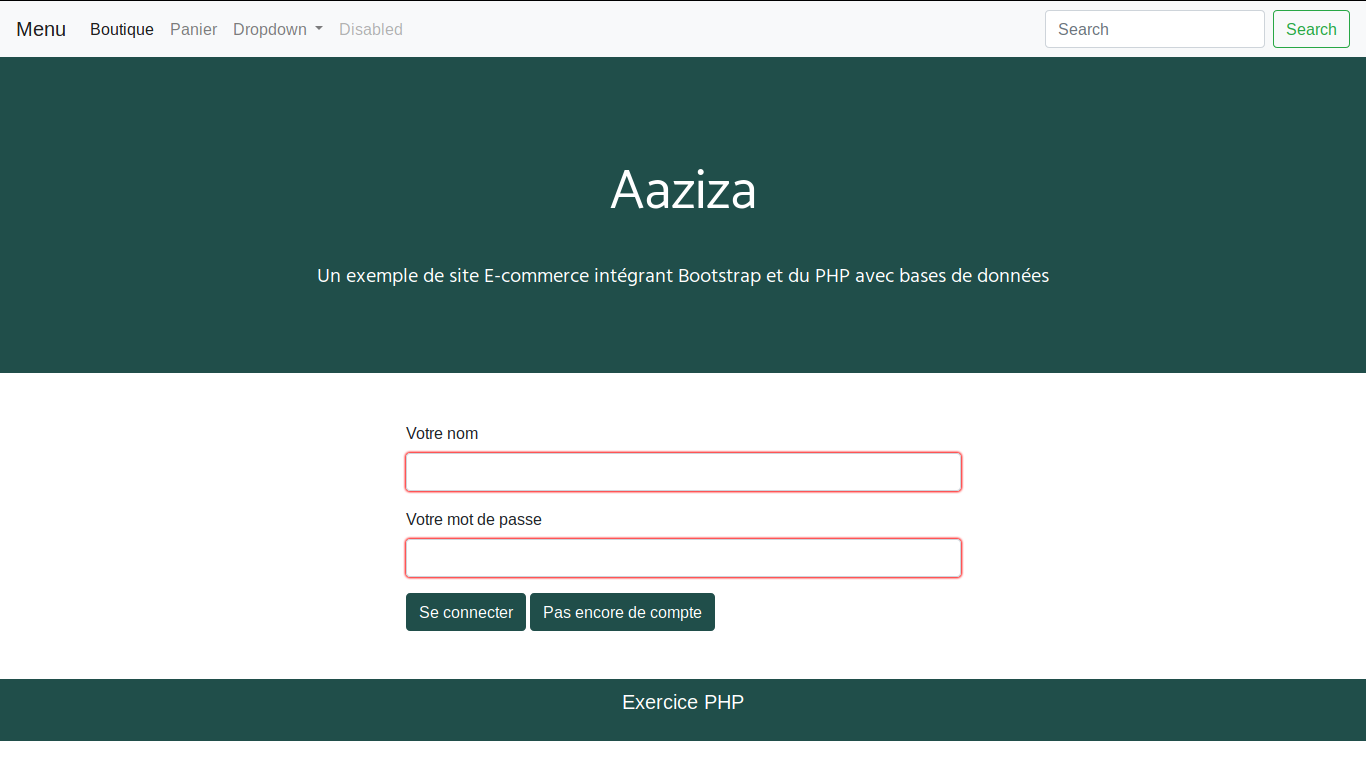 Menu Boutique Panier Dropdown Disabled Search Search
Aaziza
Un exemple de site E-commerce intégrant Bootstrap et du PHP avec bases de données
Votre nom
Votre mot de passe
Se connecter Pas encore de compte
Exercice PHP